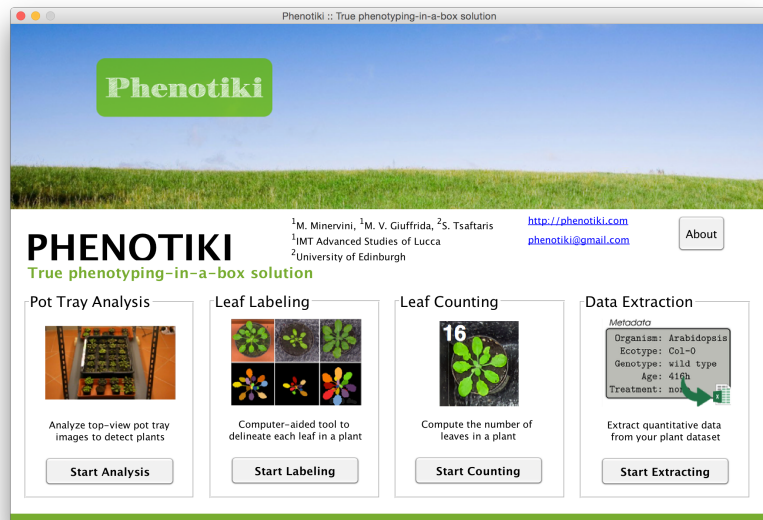 Phenotiki :: True phenotyping-in-a-box solution
Phenotiki
PHENOTIKI
True phenotyping-in-a-box solution
1M. Minervini, 1M. V. Giuffrida, 2S. Tsaftaris
1IMT Advanced Studies of Lucca
2University of Edinburgh
http://phenotiki.com
phenotiki@gmail.com
About
Pot Tray Analysis
Analyze top-view pot tray
images to detect plants
Start Analysis
Leaf Labeling
Computer-aided tool to
delineate each leaf in a plant
Start Labeling
Leaf Counting
16
Compute the number of
leaves in a plant
Start Counting
Data Extraction
Metadata
Organism: Arabidopsis
Ecotype: Col-0
Genotype: wild type
Age: 416h
Treatment:
Extract quantitative data
from your plant dataset
Start Extracting